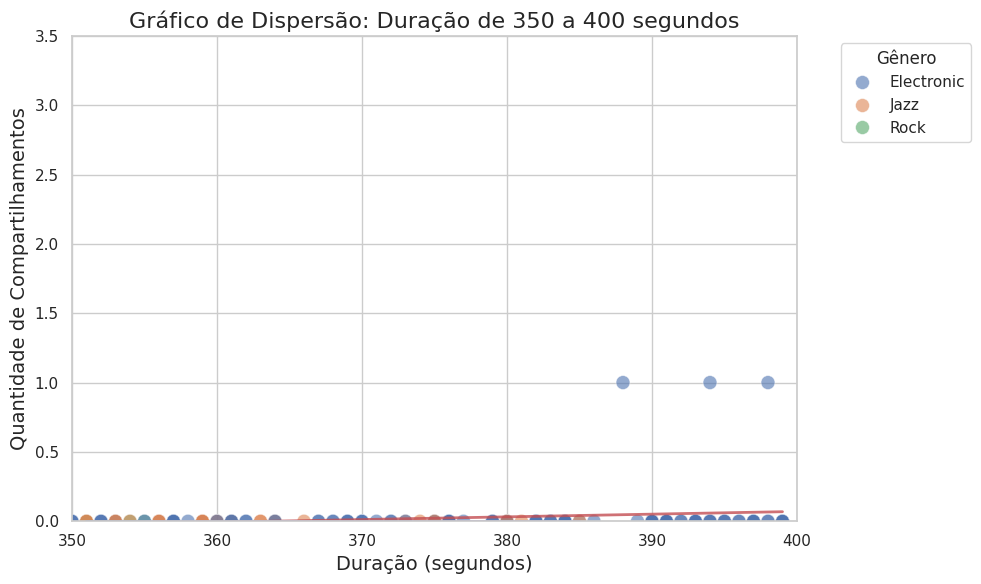 Gráfico de Dispersão: Duração de 350 a 400 segundos
Quantidade de Compartilhamentos
3.5
3.0
2.5
2.0
1.5
1.0
0.5
0.0
350
360
370
380
390
400
Duração (segundos)
Gênero
Electronic
Jazz
Rock